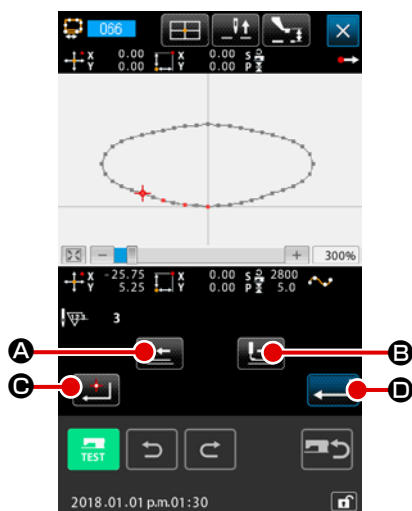 066
X 0.00 X 0.00 S
Y 0.00 Y 0.00 P
300%
X -25.75 X 0.00 S 2800
Y 5.25 Y 0.00 P 5.0
123 3
A B
C D
TEST
2018.01.01 p.m.01:30